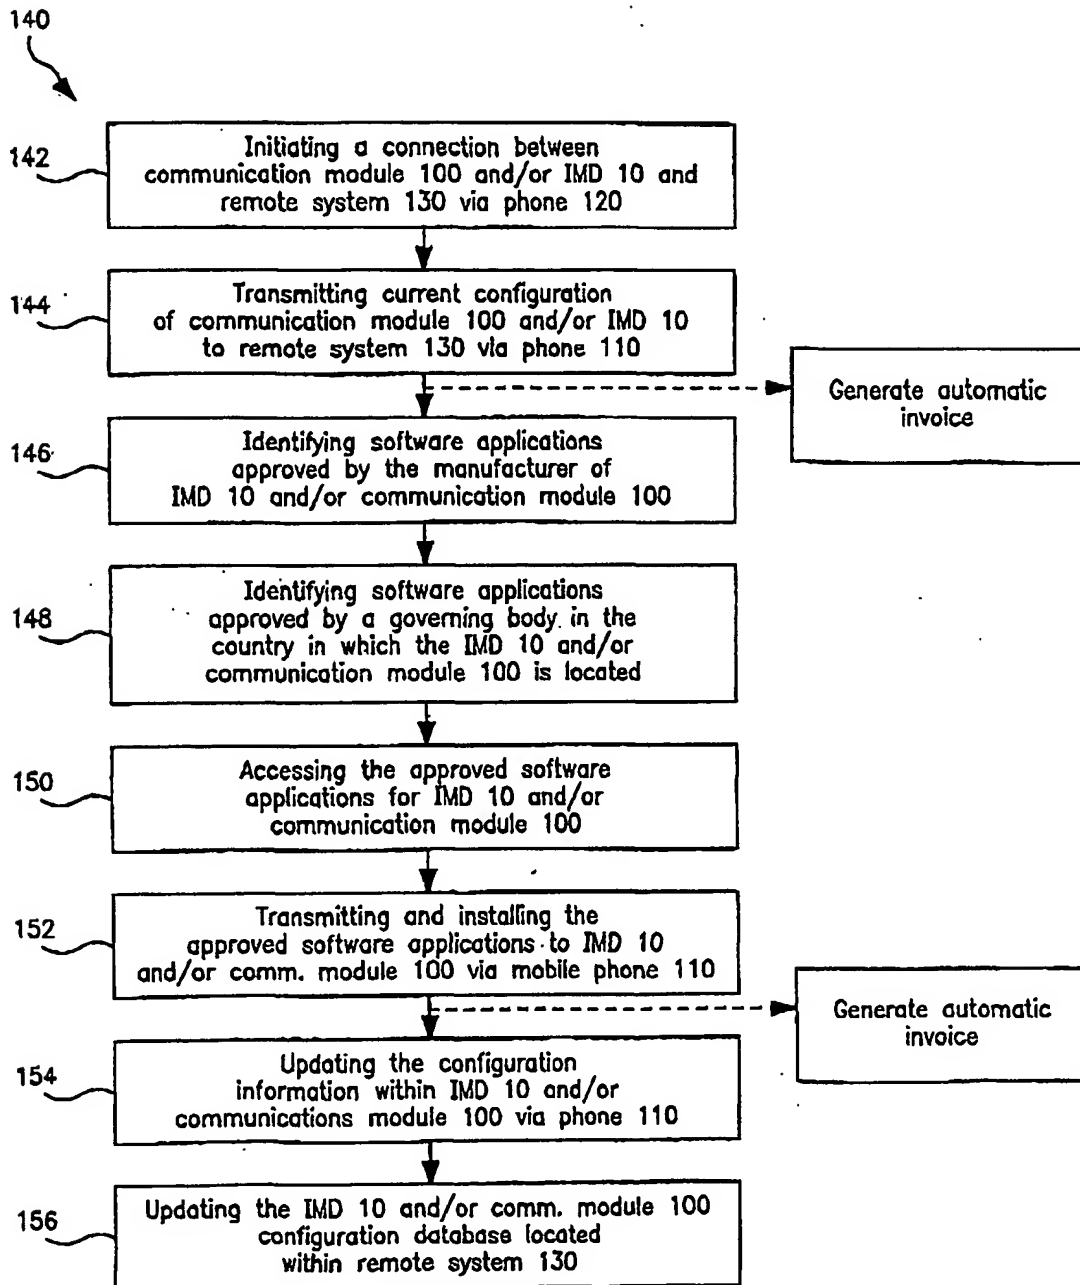 140
142
Initiating a connection between
communication module 100 and/or IMD 10 and
remote system 130 via phone 120
144
Transmitting current configuration
of communication module 100 and/or IMD 10
to remote system 130 via phone 110
Generate automatic
invoice
146
Identifying software applications
approved by the manufacturer of
IMD 10 and/or communication module 100
148
Identifying software applications
approved by a governing body in the
country in which the IMD 10 and/or
communication module 100 is located
150
Accessing the approved software
applications for IMD 10 and/or
communication module 100
152
Transmitting and installing the
approved software applications to IMD 10
and/or comm. module 100 via mobile phone 110
Generate automatic
invoice
154
Updating the configuration
information within IMD 10 and/or
communications module 100 via phone 110
156
Updating the IMD 10 and/or comm. module 100
configuration database located
within remote system 130